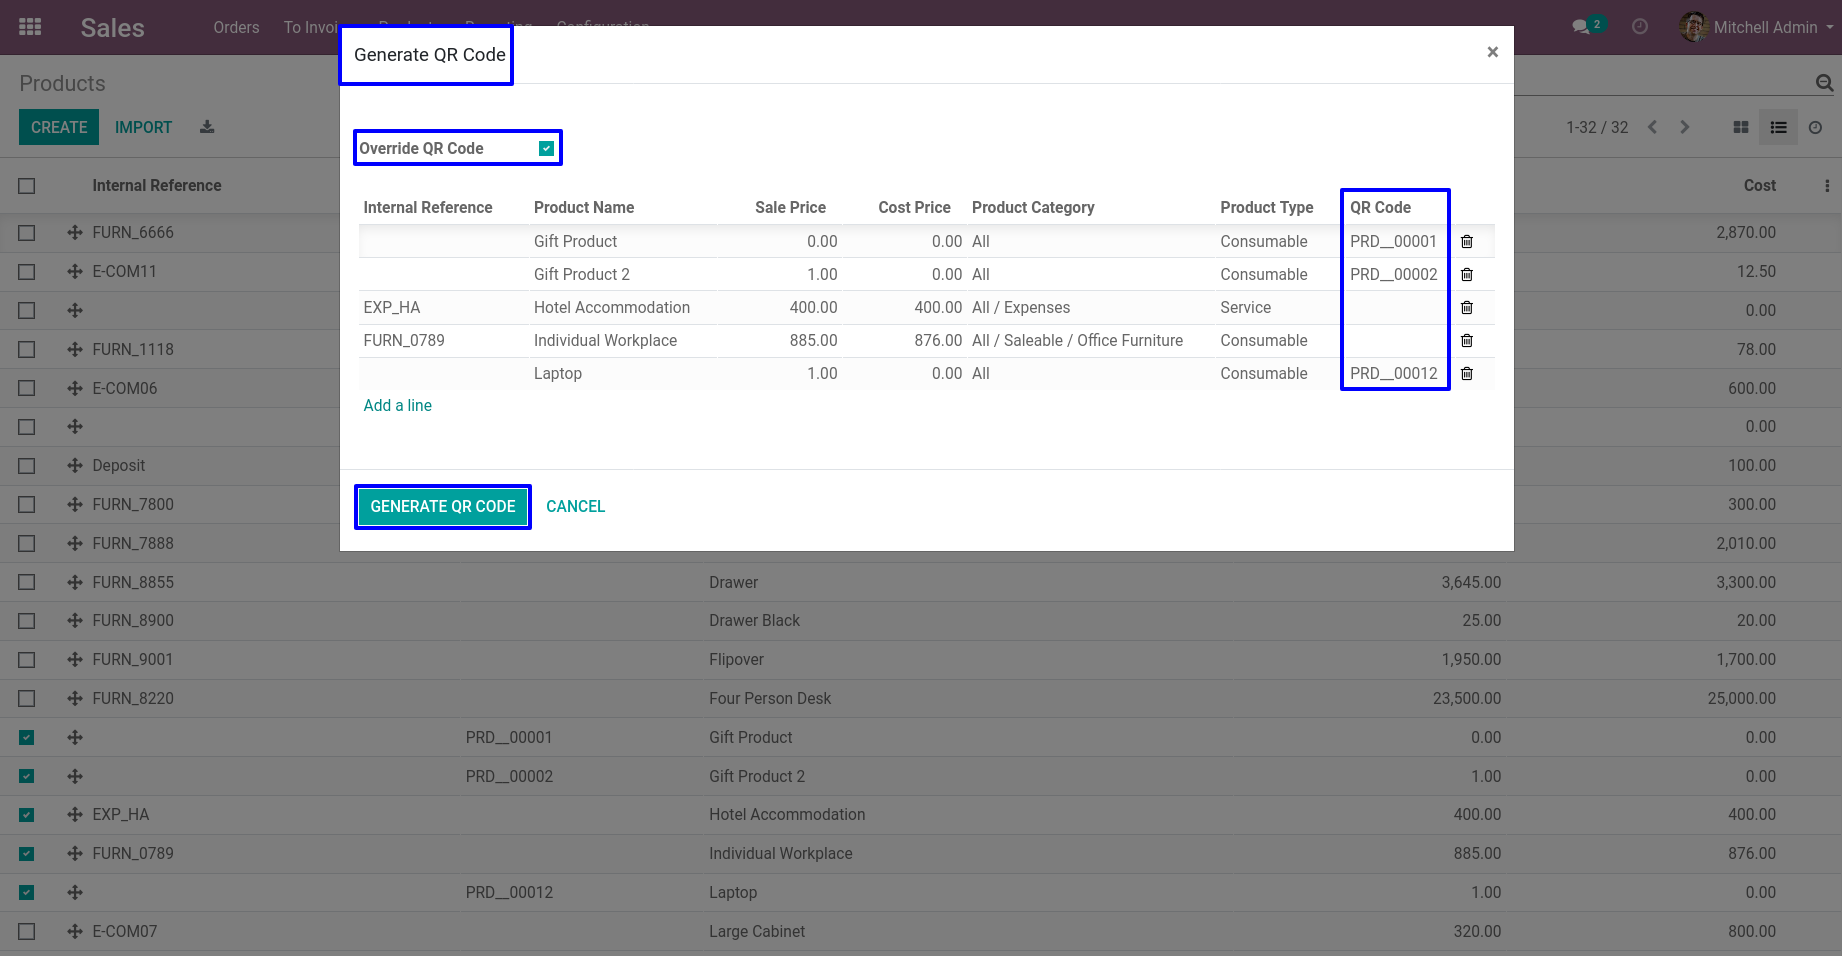 Sales Orders To Invoi 2 Mitchell Admin
Generate QR Code ×
Products
CREATE IMPORT 1-32 / 32
Override QR Code
Internal Reference Cost
Internal Reference Product Name Sale Price Cost Price Product Category Product Type QR Code
FURN_6666 2,870.00
Gift Product 0.00 0.00 All Consumable PRD__00001
E-COM11 12.50
Gift Product 2 1.00 0.00 All Consumable PRD__00002
0.00
EXP_HA Hotel Accommodation 400.00 400.00 All / Expenses Service
FURN_1118 78.00
FURN_0789 Individual Workplace 885.00 876.00 All / Saleable / Office Furniture Consumable
E-COM06 600.00
Laptop 1.00 0.00 All Consumable PRD__00012
Add a line
0.00
Deposit 100.00
FURN_7800 300.00
GENERATE QR CODE CANCEL
FURN_7888 2,010.00
FURN_8855 Drawer 3,645.00 3,300.00
FURN_8900 Drawer Black 25.00 20.00
FURN_9001 Flipover 1,950.00 1,700.00
FURN_8220 Four Person Desk 23,500.00 25,000.00
PRD__00001 Gift Product 0.00 0.00
PRD__00002 Gift Product 2 1.00 0.00
EXP_HA Hotel Accommodation 400.00 400.00
FURN_0789 Individual Workplace 885.00 876.00
PRD__00012 Laptop 1.00 0.00
E-COM07 Large Cabinet 320.00 800.00